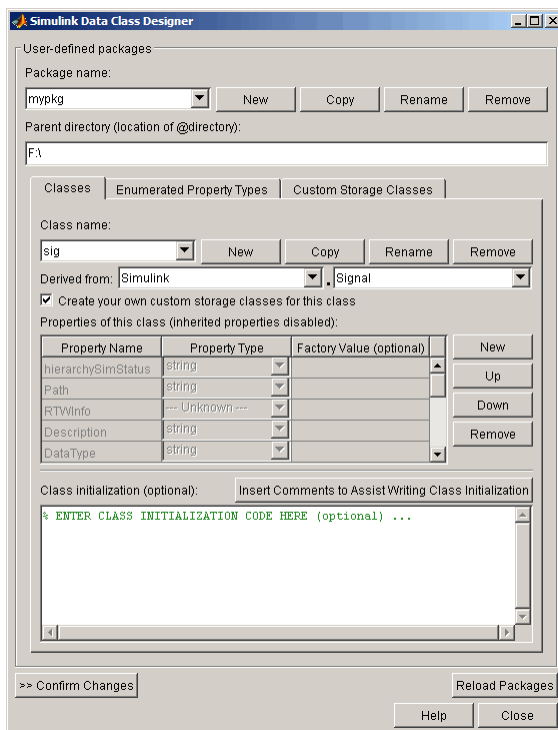 Simulink Data Class Designer
User-defined packages
Package name:
mypkg New Copy Rename Remove
Parent directory (location of @directory):
F:\
Classes Enumerated Property Types Custom Storage Classes
Class name:
sig New Copy Rename Remove
Derived from: Simulink . Signal
Create your own custom storage classes for this class
Properties of this class (inherited properties disabled):
Property Name Property Type Factory Value (optional) New
hierarchySimStatus string
Path string Up
RTWInfo --- Unknown --- Down
Description string Remove
DataType string
Class initialization (optional): Insert Comments to Assist Writing Class Initialization
% ENTER CLASS INITIALIZATION CODE HERE (optional) ...
>> Confirm Changes Reload Packages
Help Close